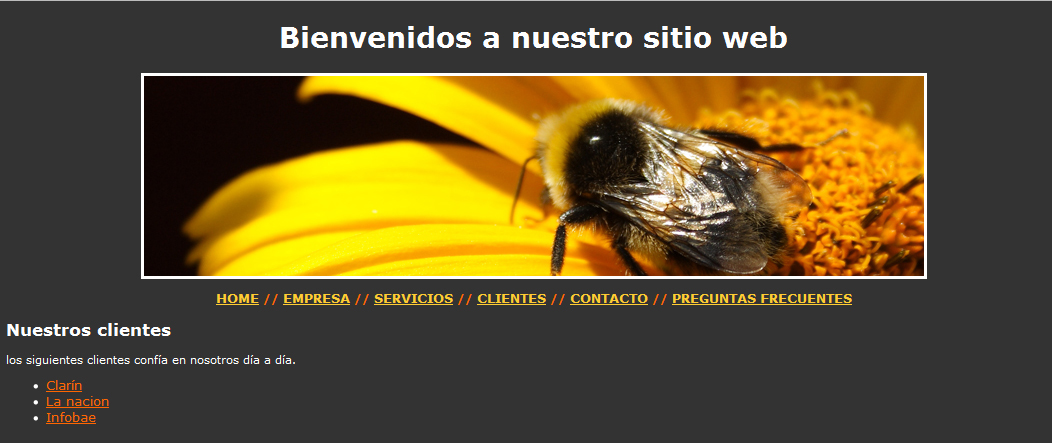 Bienvenidos a nuestro sitio web
HOME // EMPRESA // SERVICIOS // CLIENTES // CONTACTO // PREGUNTAS FRECUENTES
Nuestros clientes
los siguientes clientes confía en nosotros día a día.
• Clarín
• La nacion
• Infobae